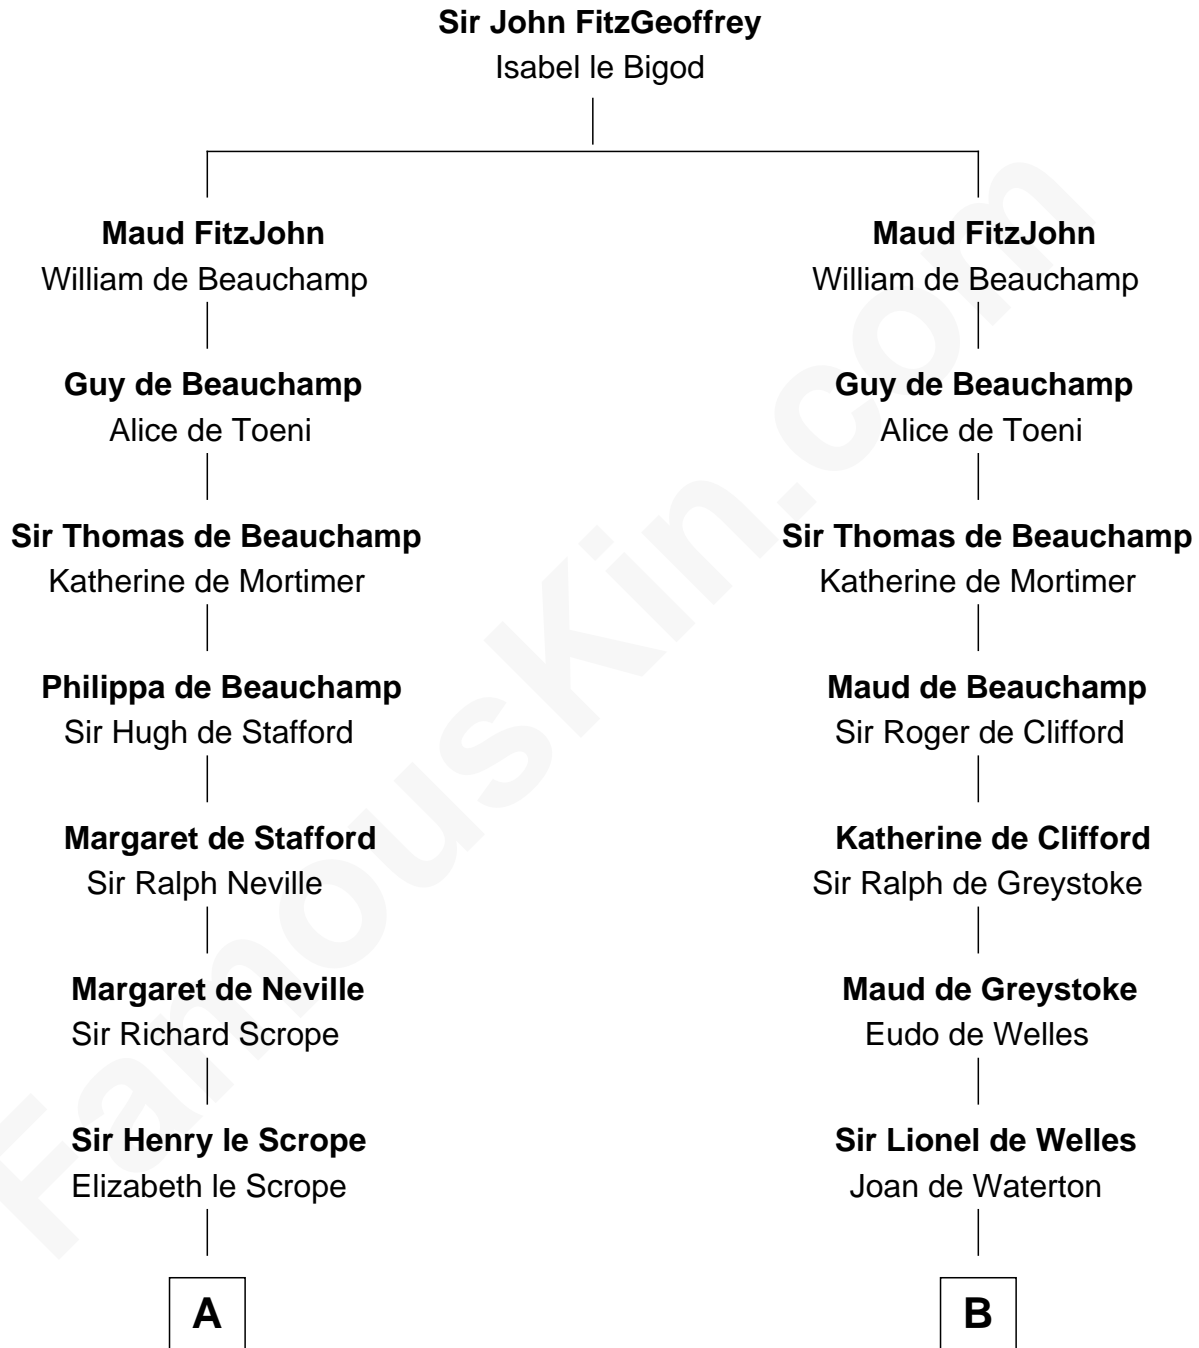 Sir John FitzGeoffrey
Isabel le Bigod
Maud FitzJohn
William de Beauchamp
Guy de Beauchamp
Alice de Toeni
Sir Thomas de Beauchamp
Katherine de Mortimer
Philippa de Beauchamp
Sir Hugh de Stafford
Margaret de Stafford
Sir Ralph Neville
Margaret de Neville
Sir Richard Scrope
Sir Henry le Scrope
Elizabeth le Scrope
A
Maud FitzJohn
William de Beauchamp
Guy de Beauchamp
Alice de Toeni
Sir Thomas de Beauchamp
Katherine de Mortimer
Maud de Beauchamp
Sir Roger de Clifford
Katherine de Clifford
Sir Ralph de Greystoke
Maud de Greystoke
Eudo de Welles
Sir Lionel de Welles
Joan de Waterton
B
FamousKin.com